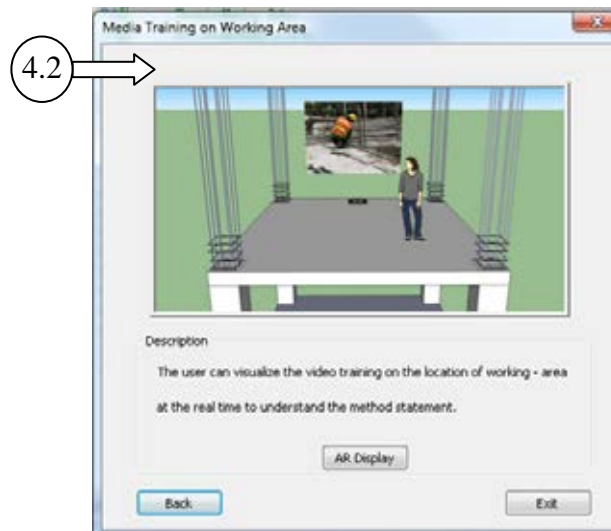 Media Training on Working Area
4.2
Description
The user can visualize the video training on the location of working - area
at the real time to understand the method statement.
AR Display
Back
Exit